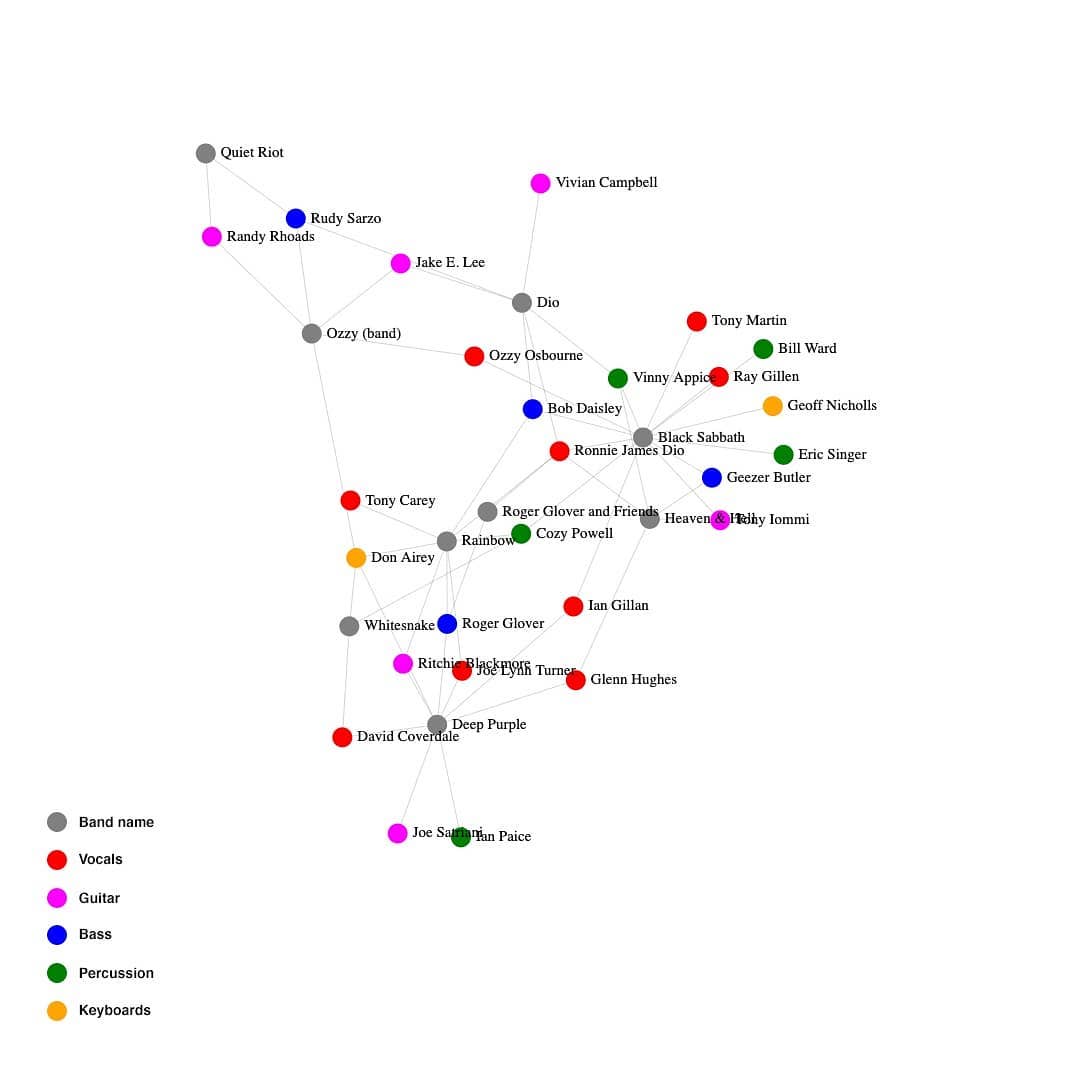 Quiet Riot
Vivian Campbell
Rudy Sarzo
Randy Rhoads
Jake E. Lee
Dio
Tony Martin
Ozzy (band)
Bill Ward
Ozzy Osbourne
Vinny Appice
Ray Gillen
Geoff Nicholls
Bob Daisley
Black Sabbath
Ronnie James Dio
Eric Singer
Geezer Butler
Tony Carey
Roger Glover and Friends
Heaven & Hell
Tony Iommi
Cozy Powell
Rainbow
Don Airey
Ian Gillan
Whitesnake
Roger Glover
Ritchie Blackmore
Joe Lynn Turner
Glenn Hughes
Deep Purple
David Coverdale
Joe Satriani
Ian Paice
Band name
Vocals
Guitar
Bass
Percussion
Keyboards